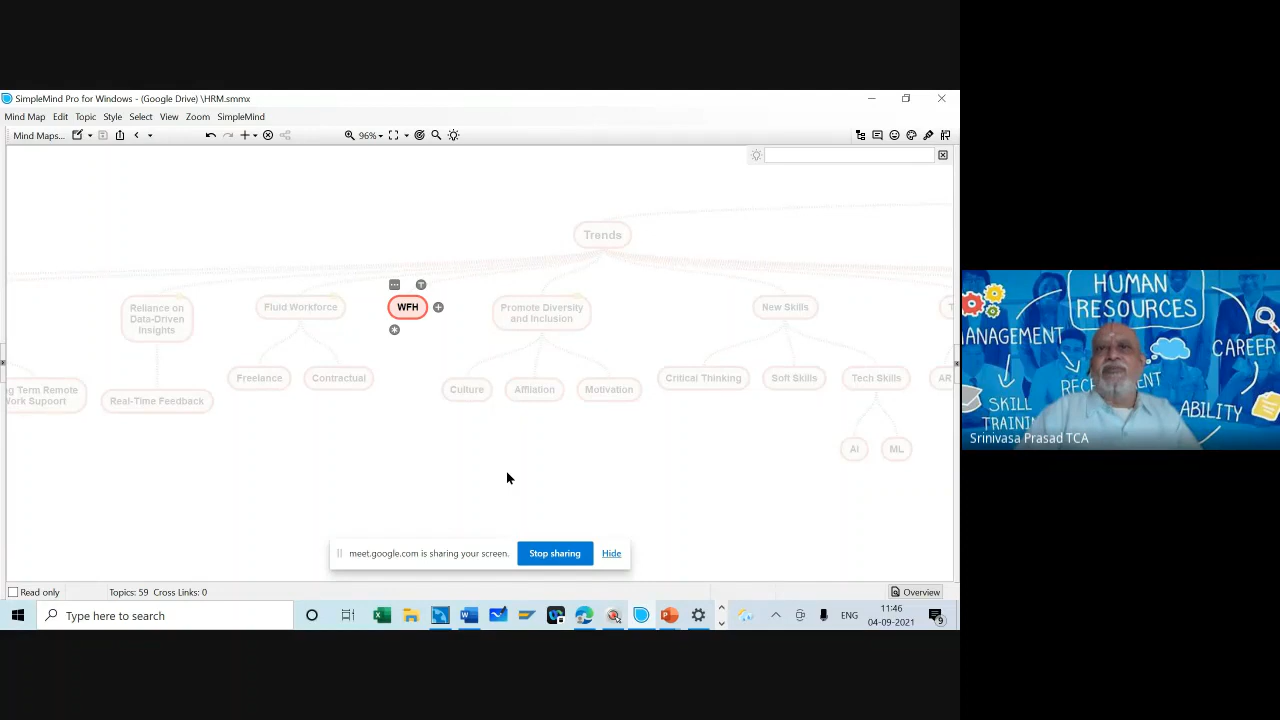 SimpleMind Pro for Windows - (Google Drive) \HRM.smmx
Mind Map Edit Topic Style Select View Zoom SimpleMind
Mind Maps...
96%
Trends
Reliance on
Data-Driven
Insights
Fluid Workforce
WFH
Promote Diversity
and Inclusion
New Skills
Term Remote
Support
Real-Time Feedback
Freelance
Contractual
Culture
Affilation
Motivation
Critical Thinking
Soft Skills
Tech Skills
AR
AI
ML
meet.google.com is sharing your screen.
Stop sharing
Hide
Read only
Topics: 59 Cross Links: 0
Overview
Type here to search
ENG
11:46
04-09-2021
9
HUMAN
RESOURCES
MANAGEMENT
CAREER
SKILL
ABILITY
Srinivasa Prasad TCA